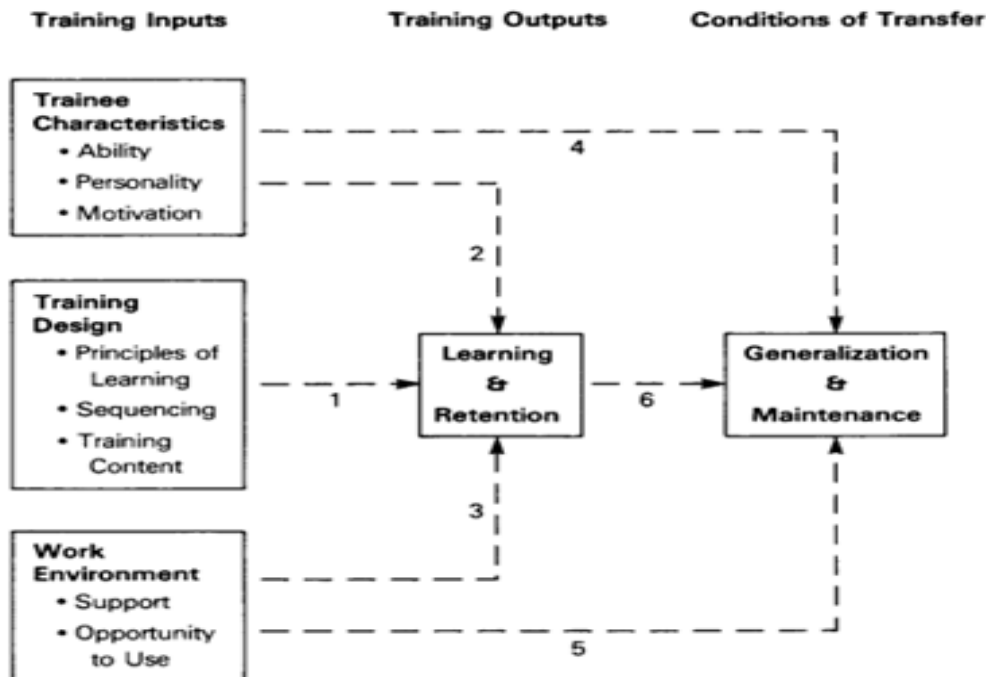 Training Inputs
Training Outputs
Conditions of Transfer
Trainee
Characteristics
• Ability
• Personality
• Motivation
4
2
Training
Design
• Principles of
Learning
• Sequencing
• Training
Content
1
Learning
&
Retention
6
Generalization
&
Maintenance
3
Work
Environment
• Support
• Opportunity
to Use
5